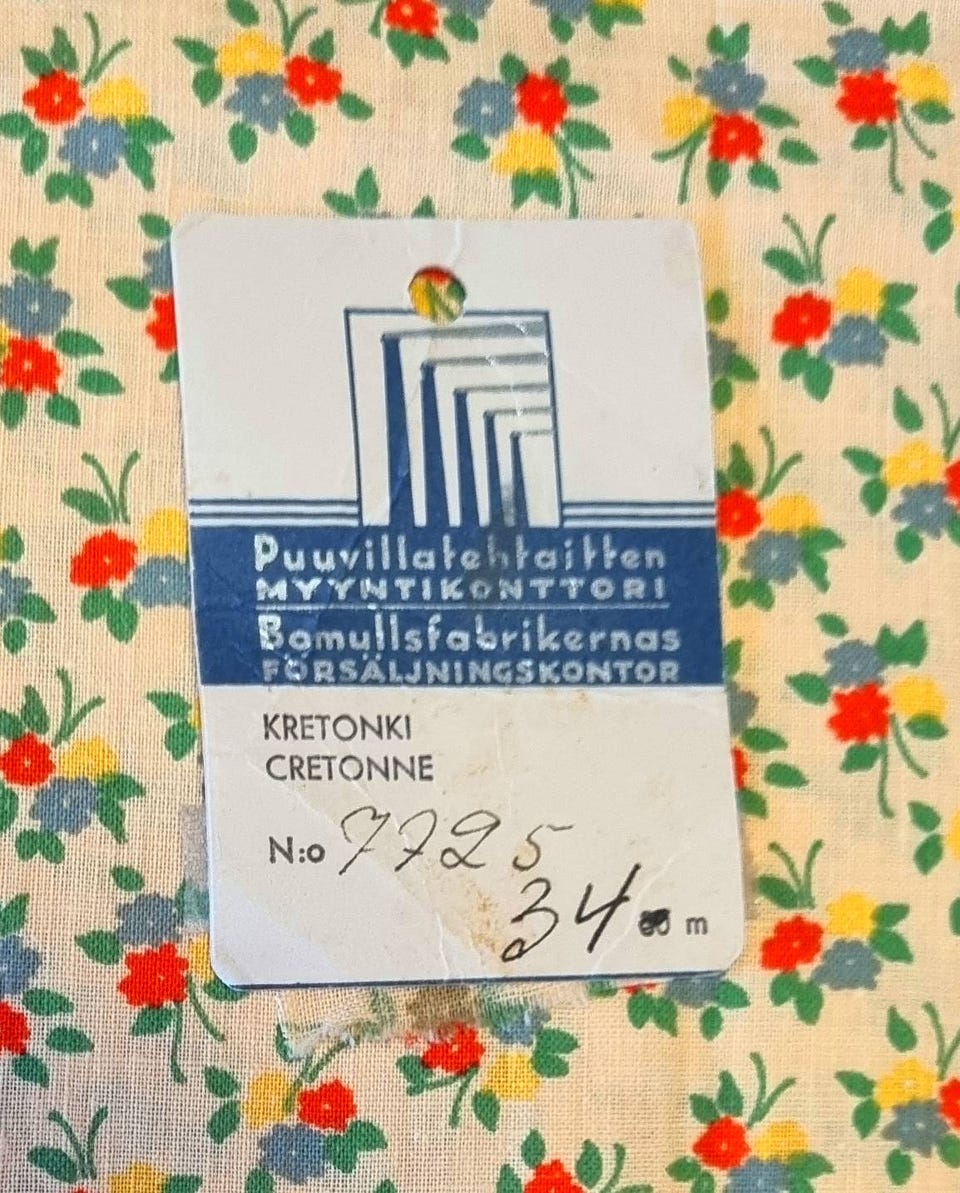 Puuvillatehtaitten
MYYNTIKONTTORI
Bomullsfabrikernas
FÖRSÄLJNINGSKONTOR
KRETONKI
CRETONNE
N:o 7725
34 m